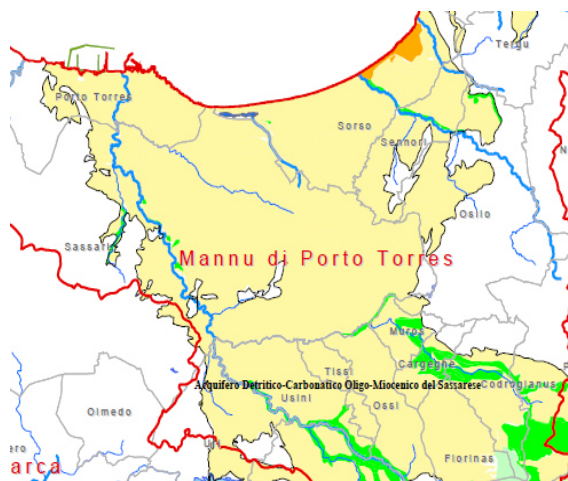 Tergu
Porto Torres
Sorso
Sennori
Osilo
Sassari
Mannu di Porto Torres
Muros
Tissi
Cargeghe
Acquifero Detritico-Carbonatico Oligo-Miocenico del Sassarese
Codrogianus
Usini
Ossi
Olmedo
Florinas
arca